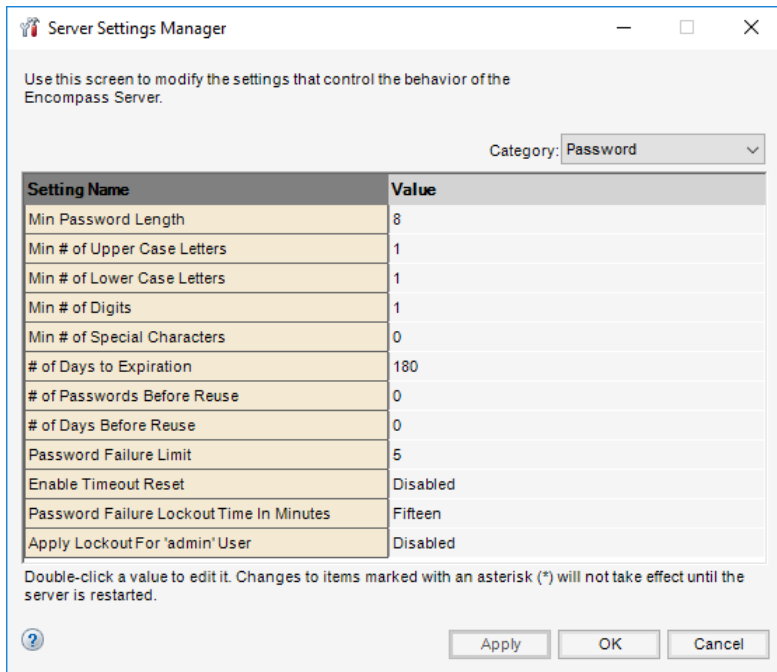 Server Settings Manager
Use this screen to modify the settings that control the behavior of the
Encompass Server.
Category: Password
Setting Name Value
Min Password Length 8
Min # of Upper Case Letters 1
Min # of Lower Case Letters 1
Min # of Digits 1
Min # of Special Characters 0
# of Days to Expiration 180
# of Passwords Before Reuse 0
# of Days Before Reuse 0
Password Failure Limit 5
Enable Timeout Reset Disabled
Password Failure Lockout Time In Minutes Fifteen
Apply Lockout For 'admin' User Disabled
Double-click a value to edit it. Changes to items marked with an asterisk (*) will not take effect until the
server is restarted.
? Apply OK Cancel